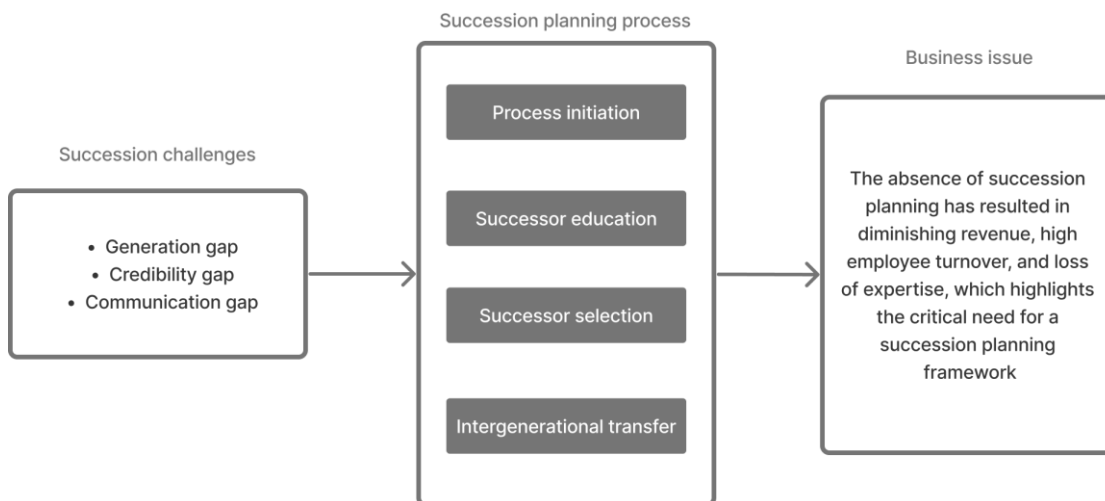 Succession planning process
Business issue
Succession challenges
• Generation gap
• Credibility gap
• Communication gap
Process initiation
Successor education
Successor selection
Intergenerational transfer
The absence of succession
planning has resulted in
diminishing revenue, high
employee turnover, and loss
of expertise, which highlights
the critical need for a
succession planning
framework